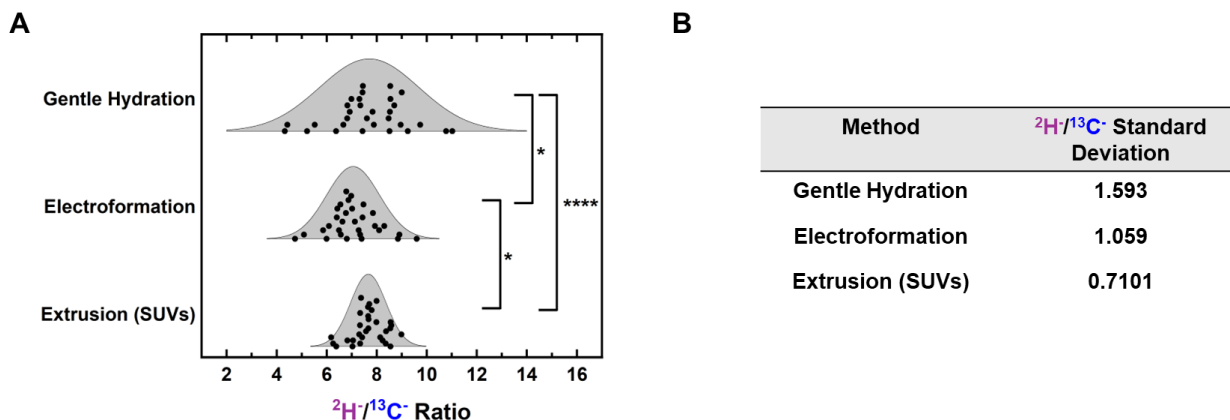 A
Gentle Hydration
Electroformation
Extrusion (SUVs)
*
*
****
2 4 6 8 10 12 14 16
²H⁻/¹³C⁻ Ratio
B
Method ²H⁻/¹³C⁻ Standard
Deviation
Gentle Hydration 1.593
Electroformation 1.059
Extrusion (SUVs) 0.7101